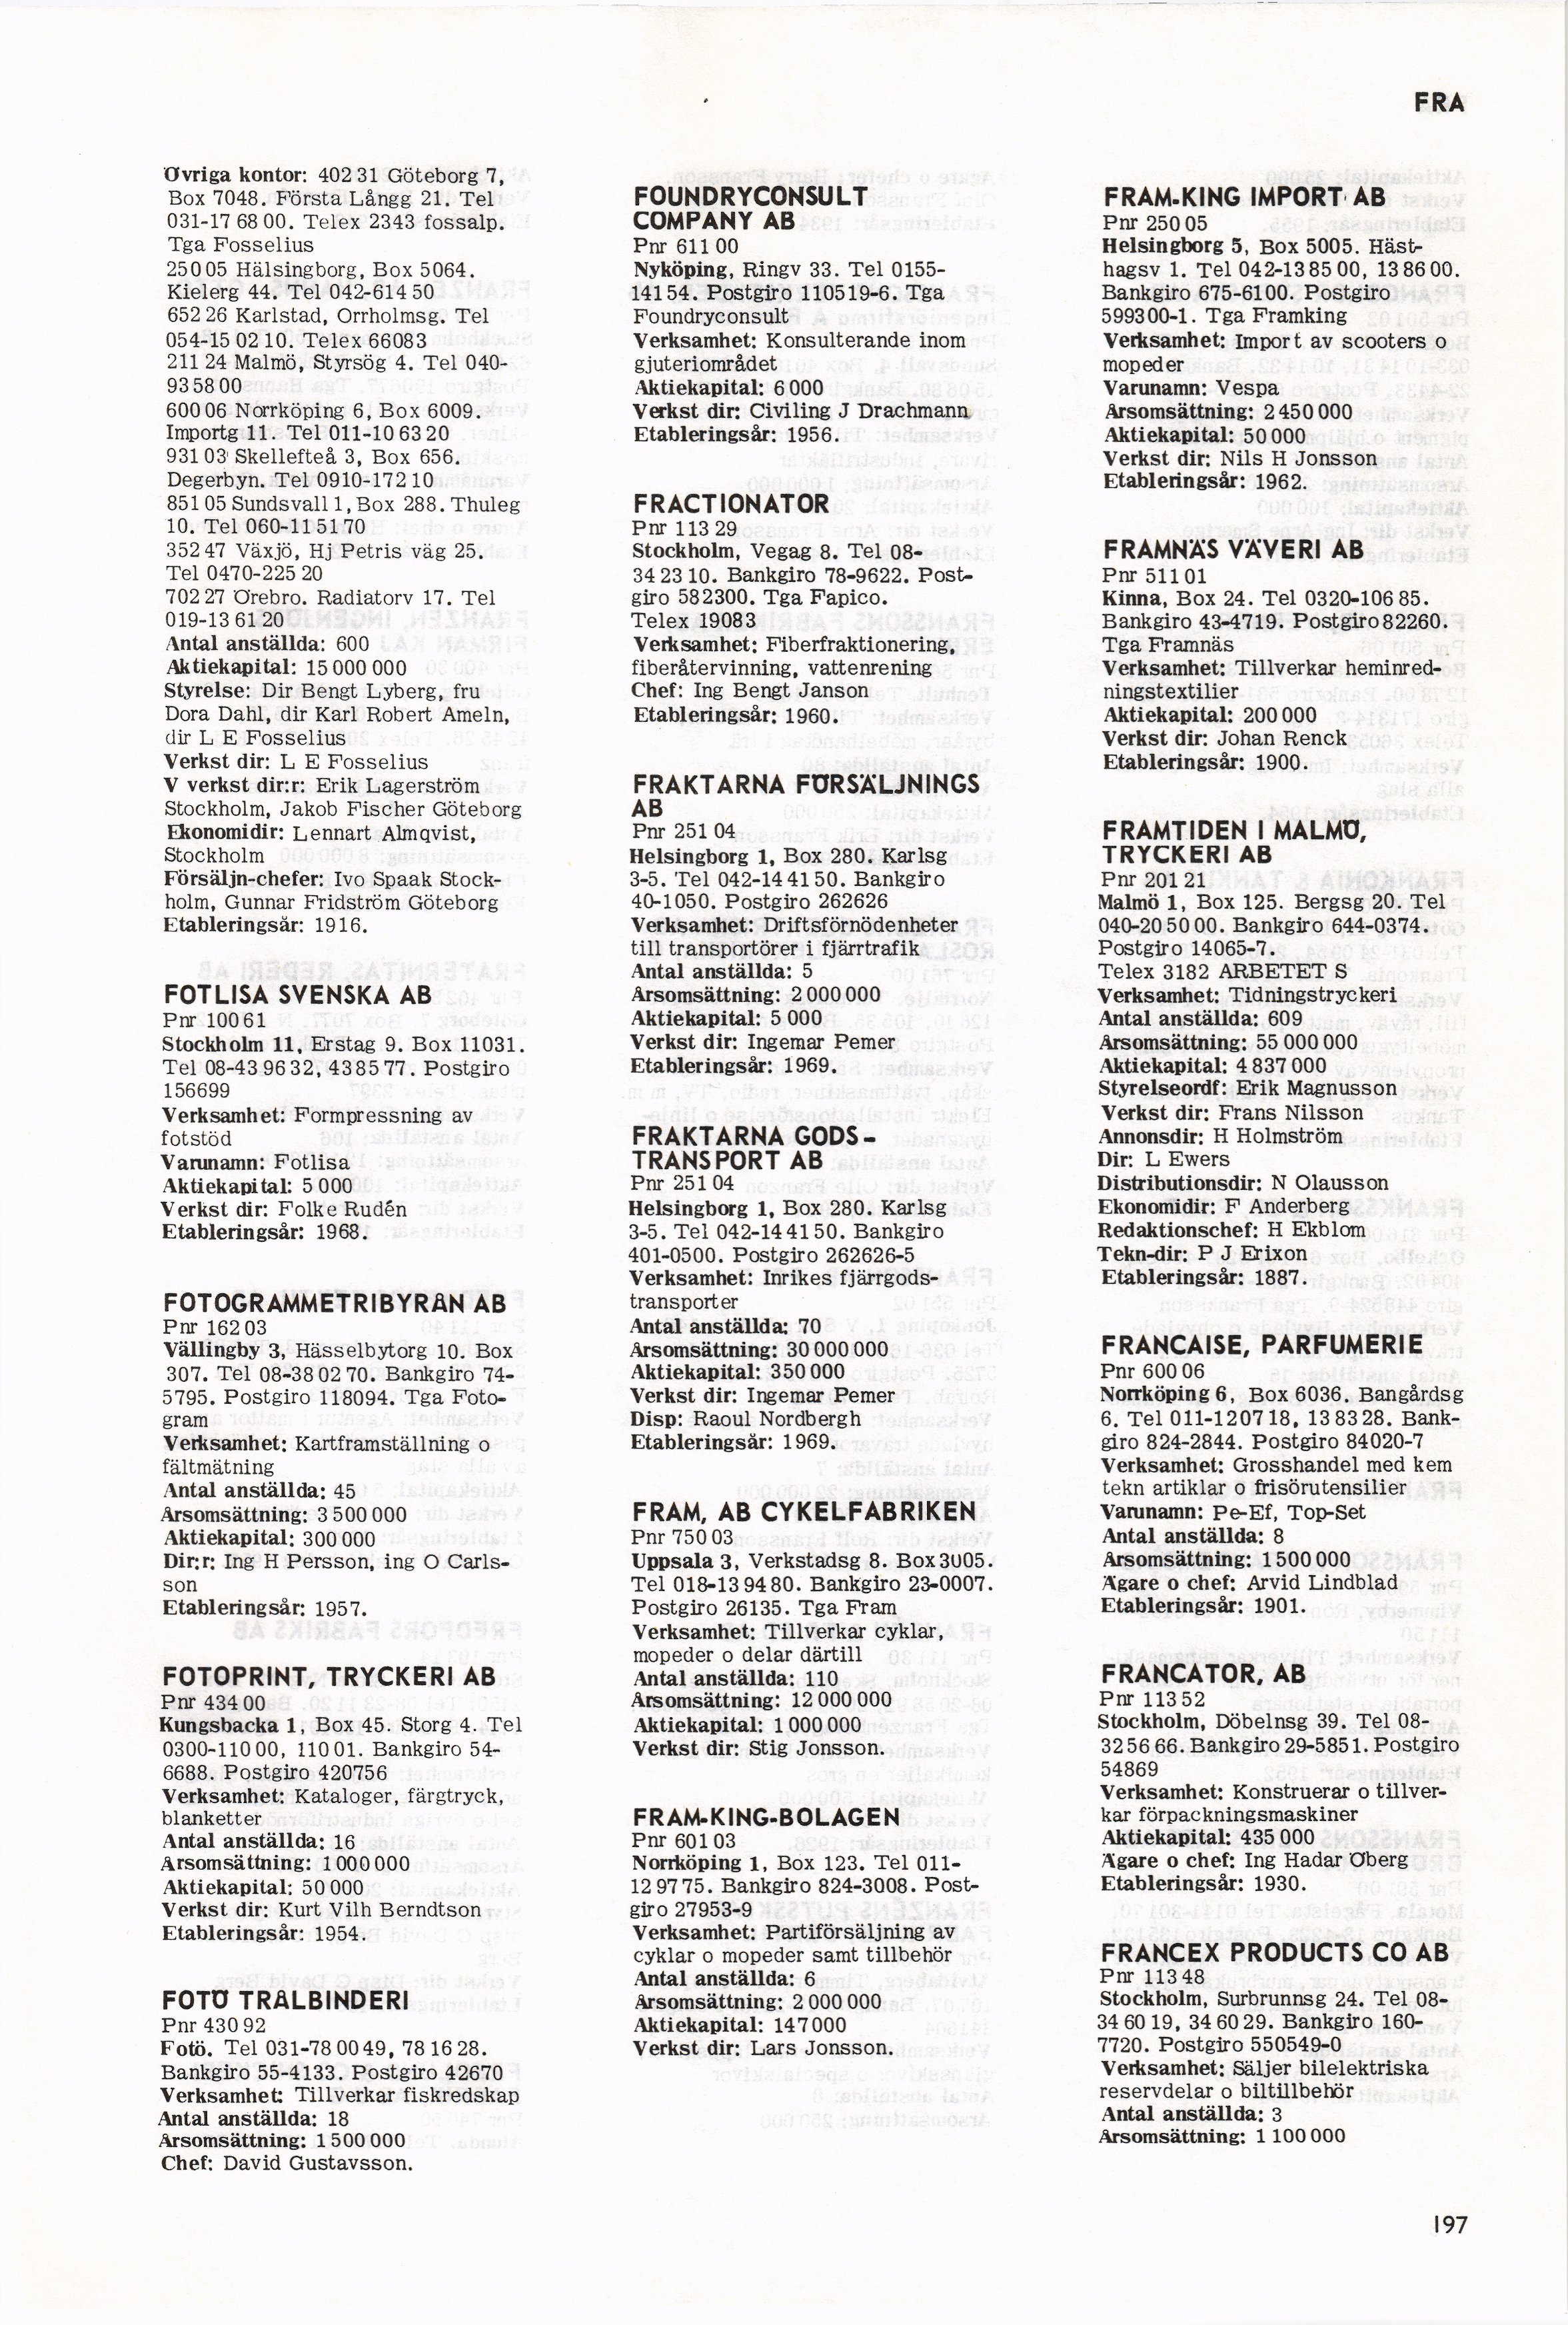 FRA
Övriga kontor: 402 31 Göteborg 7,
Box 7048. Första Långg 21. Tel
031-17 68 00. Telex 2343 fossalp.
Tga Fosselius
250 05 Hälsingborg, Box 5064.
Kielerg 44. Tel 042-614 50
652 26 Karlstad, Orrholmsg. Tel
054-15 02 10. Telex 66083
211 24 Malmö, Styrsög 4. Tel 040-
93 58 00
600 06 Norrköping 6, Box 6009.
Importg 11. Tel 011-10 63 20
931 03 Skellefteå 3, Box 656.
Degerbyn. Tel 0910-172 10
851 05 Sundsvall 1, Box 288. Thuleg
10. Tel 060-11 51 70
352 47 Växjö, Hj Petris väg 25.
Tel 0470-225 20
702 27 Örebro. Radiatorv 17. Tel
019-13 61 20
Antal anställda: 600
Aktiekapital: 15 000 000
Styrelse: Dir Bengt Lyberg, fru
Dora Dahl, dir Karl Robert Ameln,
dir L E Fosselius
Verkst dir: L E Fosselius
V verkst dir:r: Erik Lagerström
Stockholm, Jakob Fischer Göteborg
Ekonomidir: Lennart Almqvist,
Stockholm
Försäljn-chefer: Ivo Spaak Stock-
holm, Gunnar Fridström Göteborg
Etableringsår: 1916.
FOTLISA SVENSKA AB
Pnr 100 61
Stockholm 11, Erstag 9. Box 11031.
Tel 08-43 96 32, 43 85 77. Postgiro
156699
Verksamhet: Formpressning av
fotstöd
Varunamn: Fotlisa
Aktiekapital: 5 000
Verkst dir: Folke Rudén
Etableringsår: 1968.
FOTOGRAMMETRIBYRÅN AB
Pnr 162 03
Vällingby 3, Hässelbytorg 10. Box
307. Tel 08-38 02 70. Bankgiro 74-
5795. Postgiro 118094. Tga Foto-
gram
Verksamhet: Kartframställning o
fältmätning
Antal anställda: 45
Årsomsättning: 3 500 000
Aktiekapital: 300 000
Dir:r: Ing H Persson, ing O Carls-
son
Etableringsår: 1957.
FOTOPRINT, TRYCKERI AB
Pnr 434 00
Kungsbacka 1, Box 45. Storg 4. Tel
0300-110 00, 110 01. Bankgiro 54-
6688. Postgiro 420756
Verksamhet: Kataloger, färgtryck,
blanketter
Antal anställda: 16
Årsomsättning: 1 000 000
Aktiekapital: 50 000
Verkst dir: Kurt Vilh Berndtson
Etableringsår: 1954.
FOTÖ TRÅLBINDERI
Pnr 430 92
Fotö. Tel 031-78 00 49, 78 16 28.
Bankgiro 55-4133. Postgiro 42670
Verksamhet: Tillverkar fiskredskap
Antal anställda: 18
Årsomsättning: 1 500 000
Chef: David Gustavsson.
FOUNDRYCONSULT
COMPANY AB
Pnr 611 00
Nyköping, Ringv 33. Tel 0155-
141 54. Postgiro 110519-6. Tga
Foundryconsult
Verksamhet: Konsulterande inom
gjuteriområdet
Aktiekapital: 6 000
Verkst dir: Civiling J Drachmann
Etableringsår: 1956.
FRACTIONATOR
Pnr 113 29
Stockholm, Vegag 8. Tel 08-
34 23 10. Bankgiro 78-9622. Post-
giro 582300. Tga Fapico.
Telex 19083
Verksamhet: Fiberfraktionering,
fiberåtervinning, vattenrening
Chef: Ing Bengt Janson
Etableringsår: 1960.
FRAKTARNA FÖRSÄLJNINGS
AB
Pnr 251 04
Helsingborg 1, Box 280. Karlsg
3-5. Tel 042-14 41 50. Bankgiro
40-1050. Postgiro 262626
Verksamhet: Driftsförnödenheter
till transportörer i fjärrtrafik
Antal anställda: 5
Årsomsättning: 2 000 000
Aktiekapital: 5 000
Verkst dir: Ingemar Pemer
Etableringsår: 1969.
FRAKTARNA GODS-
TRANSPORT AB
Pnr 251 04
Helsingborg 1, Box 280. Karlsg
3-5. Tel 042-14 41 50. Bankgiro
401-0500. Postgiro 262626-5
Verksamhet: Inrikes fjärrgods-
transporter
Antal anställda: 70
Årsomsättning: 30 000 000
Aktiekapital: 350 000
Verkst dir: Ingemar Pemer
Disp: Raoul Nordbergh
Etableringsår: 1969.
FRAM, AB CYKELFABRIKEN
Pnr 750 03
Uppsala 3, Verkstadsg 8. Box 3005.
Tel 018-13 94 80. Bankgiro 23-0007.
Postgiro 26135. Tga Fram
Verksamhet: Tillverkar cyklar,
mopeder o delar därtill
Antal anställda: 110
Årsomsättning: 12 000 000
Aktiekapital: 1 000 000
Verkst dir: Stig Jonsson.
FRAM-KING-BOLAGEN
Pnr 601 03
Norrköping 1, Box 123. Tel 011-
12 97 75. Bankgiro 824-3008. Post-
giro 27953-9
Verksamhet: Partiförsäljning av
cyklar o mopeder samt tillbehör
Antal anställda: 6
Årsomsättning: 2 000 000
Aktiekapital: 147 000
Verkst dir: Lars Jonsson.
FRAM-KING IMPORT AB
Pnr 250 05
Helsingborg 5, Box 5005. Häst-
hagsv 1. Tel 042-13 85 00, 13 86 00.
Bankgiro 675-6100. Postgiro
599300-1. Tga Framking
Verksamhet: Import av scooters o
mopeder
Varunamn: Vespa
Årsomsättning: 2 450 000
Aktiekapital: 50 000
Verkst dir: Nils H Jonsson
Etableringsår: 1962.
FRAMNÄS VÄVERI AB
Pnr 511 01
Kinna, Box 24. Tel 0320-106 85.
Bankgiro 43-4719. Postgiro 82260.
Tga Framnäs
Verksamhet: Tillverkar heminred-
ningstextilier
Aktiekapital: 200 000
Verkst dir: Johan Renck
Etableringsår: 1900.
FRAMTIDEN I MALMÖ,
TRYCKERI AB
Pnr 201 21
Malmö 1, Box 125. Bergsg 20. Tel
040-20 50 00. Bankgiro 644-0374.
Postgiro 14065-7.
Telex 3182 ARBETET S
Verksamhet: Tidningstryckeri
Antal anställda: 609
Årsomsättning: 55 000 000
Aktiekapital: 4 837 000
Styrelseordf: Erik Magnusson
Verkst dir: Frans Nilsson
Annonsdir: H Holmström
Dir: L Ewers
Distributionsdir: N Olausson
Ekonomidir: F Anderberg
Redaktionschef: H Ekblom
Tekn-dir: P J Erixon
Etableringsår: 1887.
FRANCAISE, PARFUMERIE
Pnr 600 06
Norrköping 6, Box 6036. Bangårdsg
6. Tel 011-12 07 18, 13 83 28. Bank-
giro 824-2844. Postgiro 84020-7
Verksamhet: Grosshandel med kem
tekn artiklar o frisörutensilier
Varunamn: Pe-Ef, Top-Set
Antal anställda: 8
Årsomsättning: 1 500 000
Ägare o chef: Arvid Lindblad
Etableringsår: 1901.
FRANCATOR, AB
Pnr 113 52
Stockholm, Döbelnsg 39. Tel 08-
32 56 66. Bankgiro 29-5851. Postgiro
54869
Verksamhet: Konstruerar o tillver-
kar förpackningsmaskiner
Aktiekapital: 435 000
Ägare o chef: Ing Hadar Öberg
Etableringsår: 1930.
FRANCEX PRODUCTS CO AB
Pnr 113 48
Stockholm, Surbrunnsg 24. Tel 08-
34 60 19, 34 60 29. Bankgiro 160-
7720. Postgiro 550549-0
Verksamhet: Säljer bilelektriska
reservdelar o biltillbehör
Antal anställda: 3
Årsomsättning: 1 100 000
197